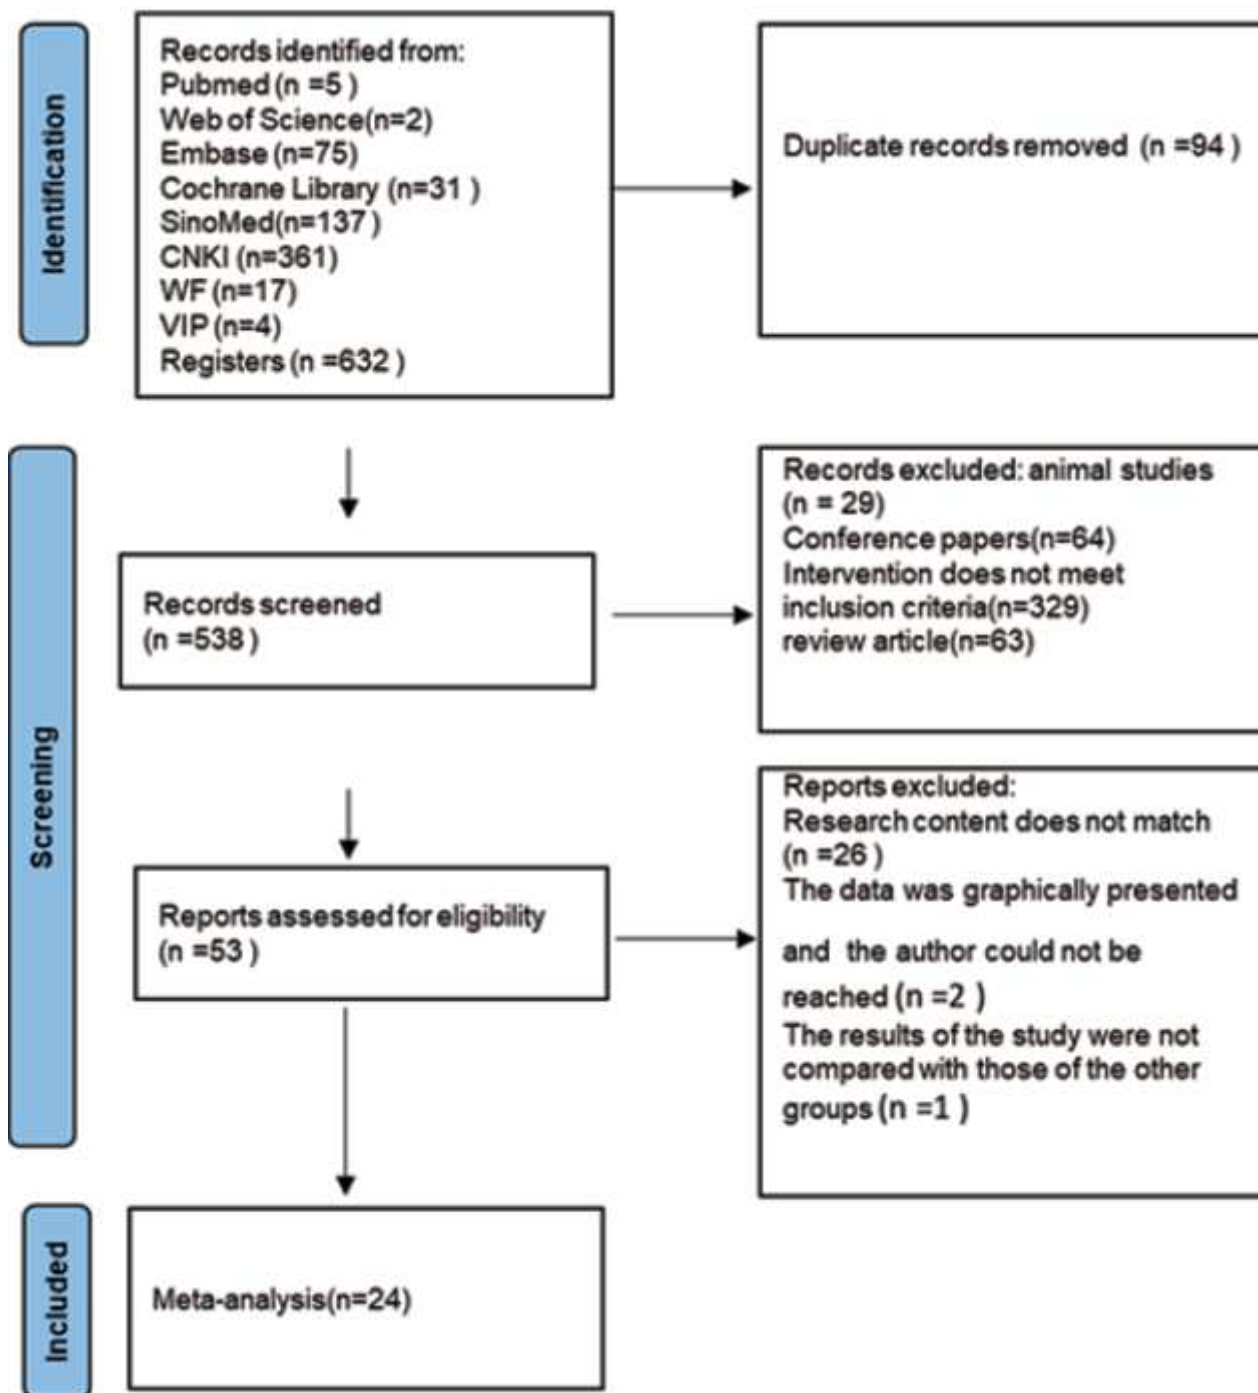 Identification
Records identified from:
Pubmed (n =5 )
Web of Science(n=2)
Embase (n=75)
Cochrane Library (n=31 )
SinoMed(n=137 )
CNKI (n=361)
WF (n=17)
VIP (n=4)
Registers (n =632 )
Duplicate records removed (n =94 )
Screening
Records screened
(n =538)
Records excluded: animal studies
(n = 29)
Conference papers(n=64)
Intervention does not meet
inclusion criteria(n=329)
review article(n=63)
Reports assessed for eligibility
(n =53 )
Reports excluded:
Research content does not match
(n =26 )
The data was graphically presented
and the author could not be
reached (n =2 )
The results of the study were not
compared with those of the other
groups (n =1 )
Included
Meta-analysis(n=24)